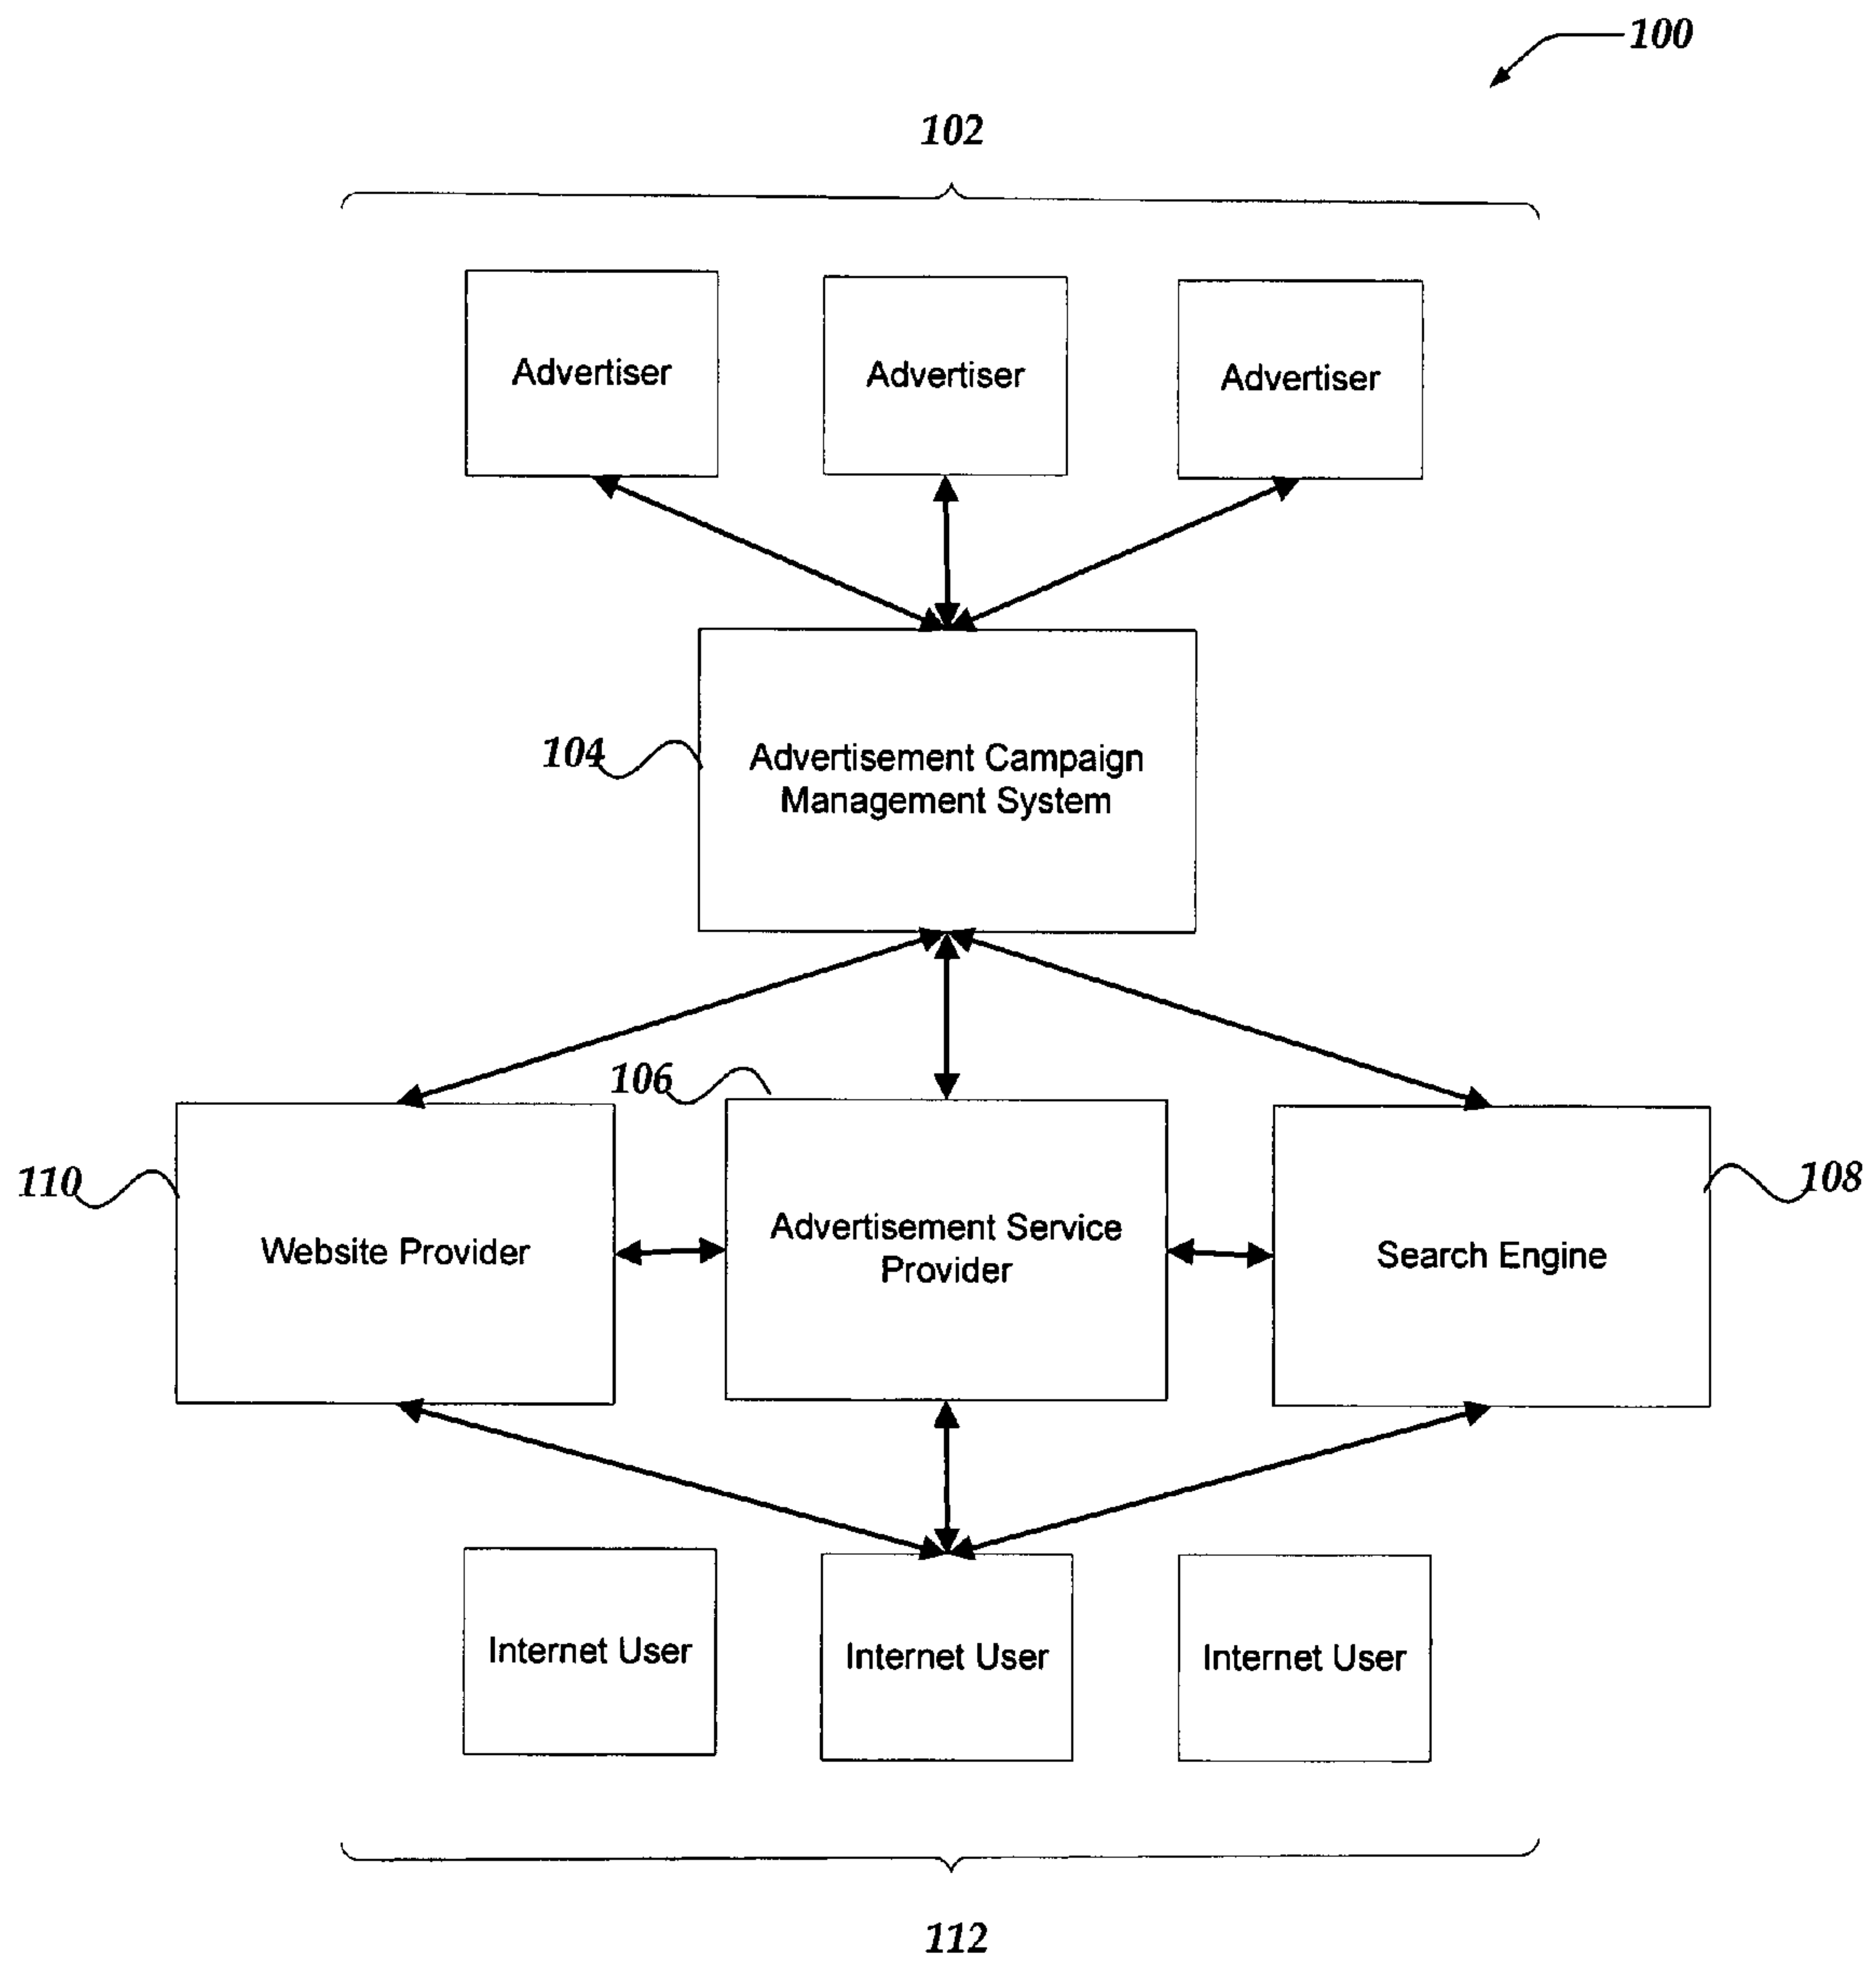 100
102
Advertiser
Advertiser
Advertiser
104
Advertisement Campaign
Management System
106
110
108
Website Provider
Advertisement Service
Provider
Search Engine
Internet User
Internet User
Internet User
112